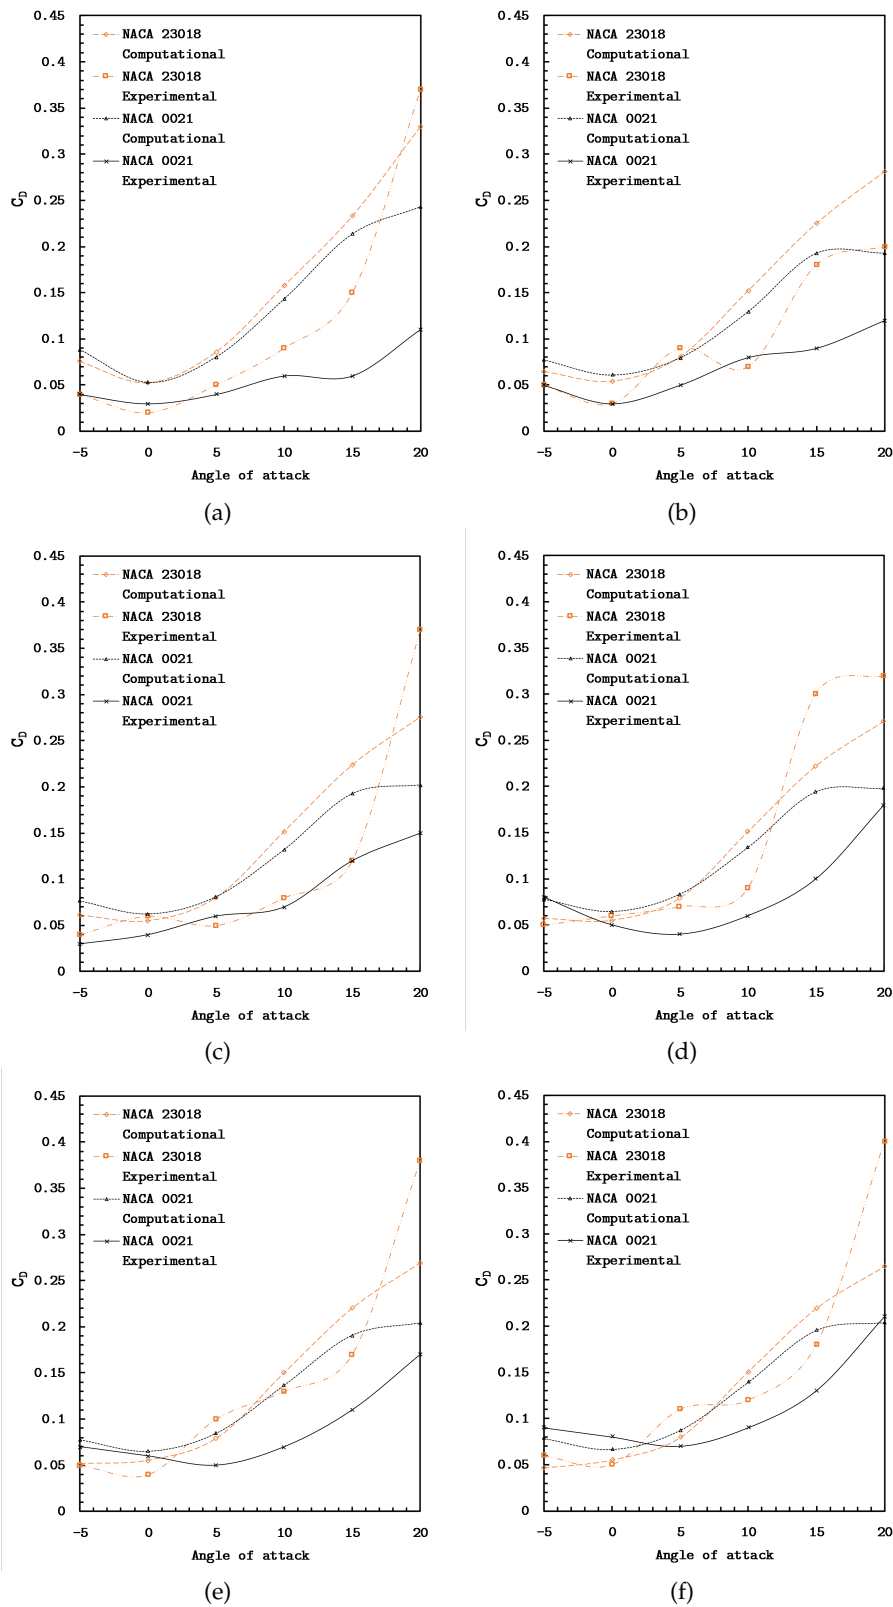 0.45
0.4
0.35
0.3
0.25
0.2
0.15
0.1
0.05
0
C_D
NACA 23018
Computational
NACA 23018
Experimental
NACA 0021
Computational
NACA 0021
Experimental
-5 0 5 10 15 20
Angle of attack
(a)
0.45
0.4
0.35
0.3
0.25
0.2
0.15
0.1
0.05
0
C_D
NACA 23018
Computational
NACA 23018
Experimental
NACA 0021
Computational
NACA 0021
Experimental
-5 0 5 10 15 20
Angle of attack
(b)
0.45
0.4
0.35
0.3
0.25
0.2
0.15
0.1
0.05
0
C_D
NACA 23018
Computational
NACA 23018
Experimental
NACA 0021
Computational
NACA 0021
Experimental
-5 0 5 10 15 20
Angle of attack
(c)
0.45
0.4
0.35
0.3
0.25
0.2
0.15
0.1
0.05
0
C_D
NACA 23018
Computational
NACA 23018
Experimental
NACA 0021
Computational
NACA 0021
Experimental
-5 0 5 10 15 20
Angle of attack
(d)
0.45
0.4
0.35
0.3
0.25
0.2
0.15
0.1
0.05
0
C_D
NACA 23018
Computational
NACA 23018
Experimental
NACA 0021
Computational
NACA 0021
Experimental
-5 0 5 10 15 20
Angle of attack
(e)
0.45
0.4
0.35
0.3
0.25
0.2
0.15
0.1
0.05
0
C_D
NACA 23018
Computational
NACA 23018
Experimental
NACA 0021
Computational
NACA 0021
Experimental
-5 0 5 10 15 20
Angle of attack
(f)